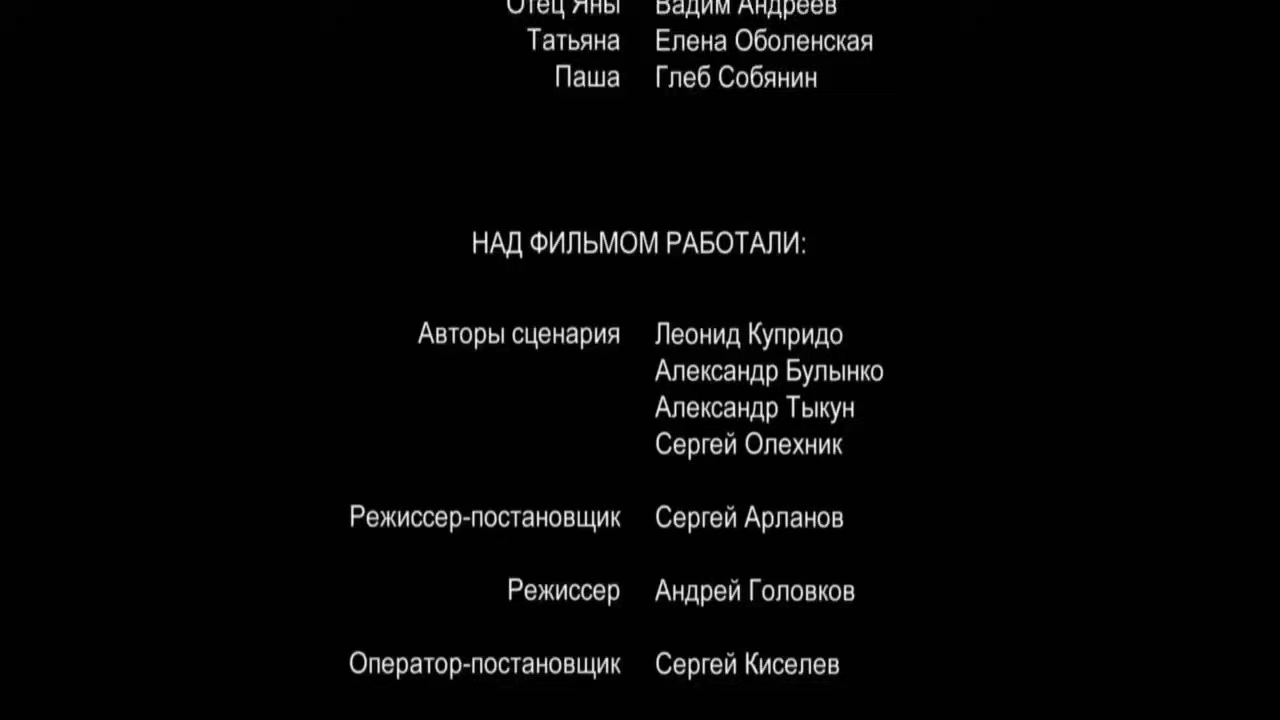 Отец Яны Вадим Андреев
Татьяна Елена Оболенская
Паша Глеб Собянин
НАД ФИЛЬМОМ РАБОТАЛИ:
Авторы сценария Леонид Купридо
Александр Булынко
Александр Тыкун
Сергей Олехник
Режиссер-постановщик Сергей Арланов
Режиссер Андрей Головков
Оператор-постановщик Сергей Киселев